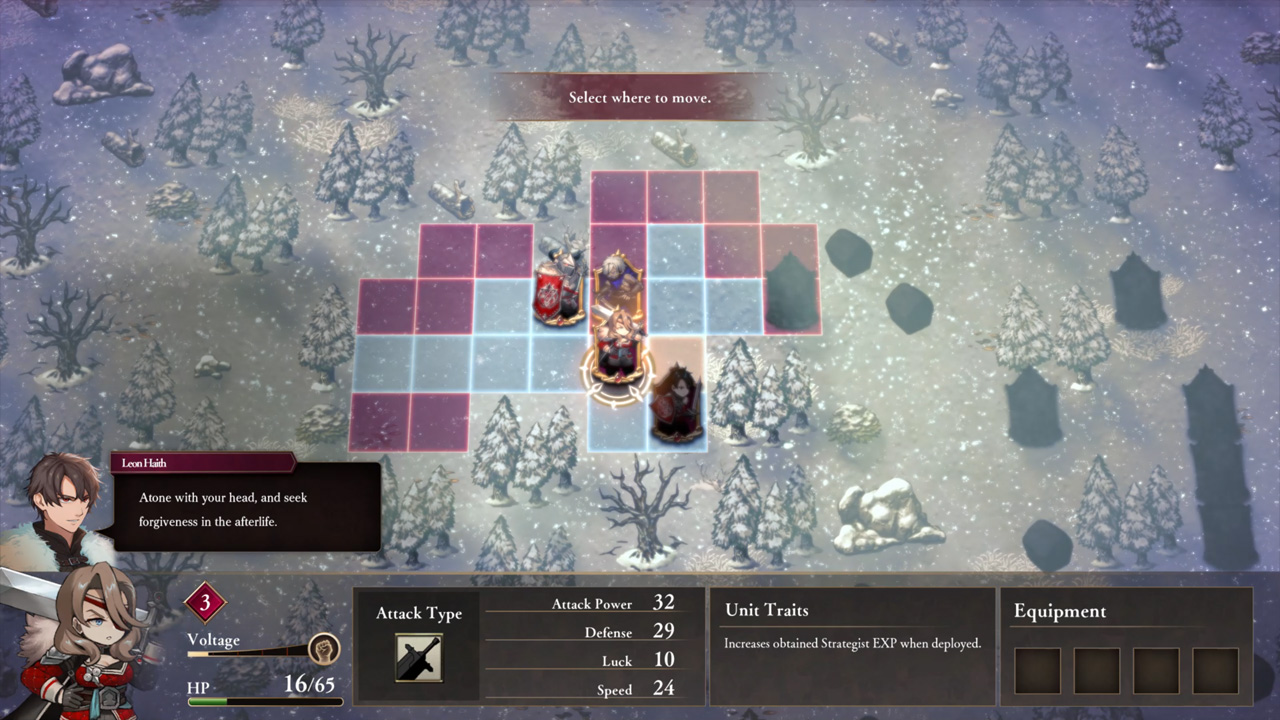 Select where to move.
Leon Haith
Atone with your head, and seek
forgiveness in the afterlife.
3
Voltage
HP 16/65
Attack Type
Attack Power 32
Defense 29
Luck 10
Speed 24
Unit Traits
Increases obtained Strategist EXP when deployed.
Equipment